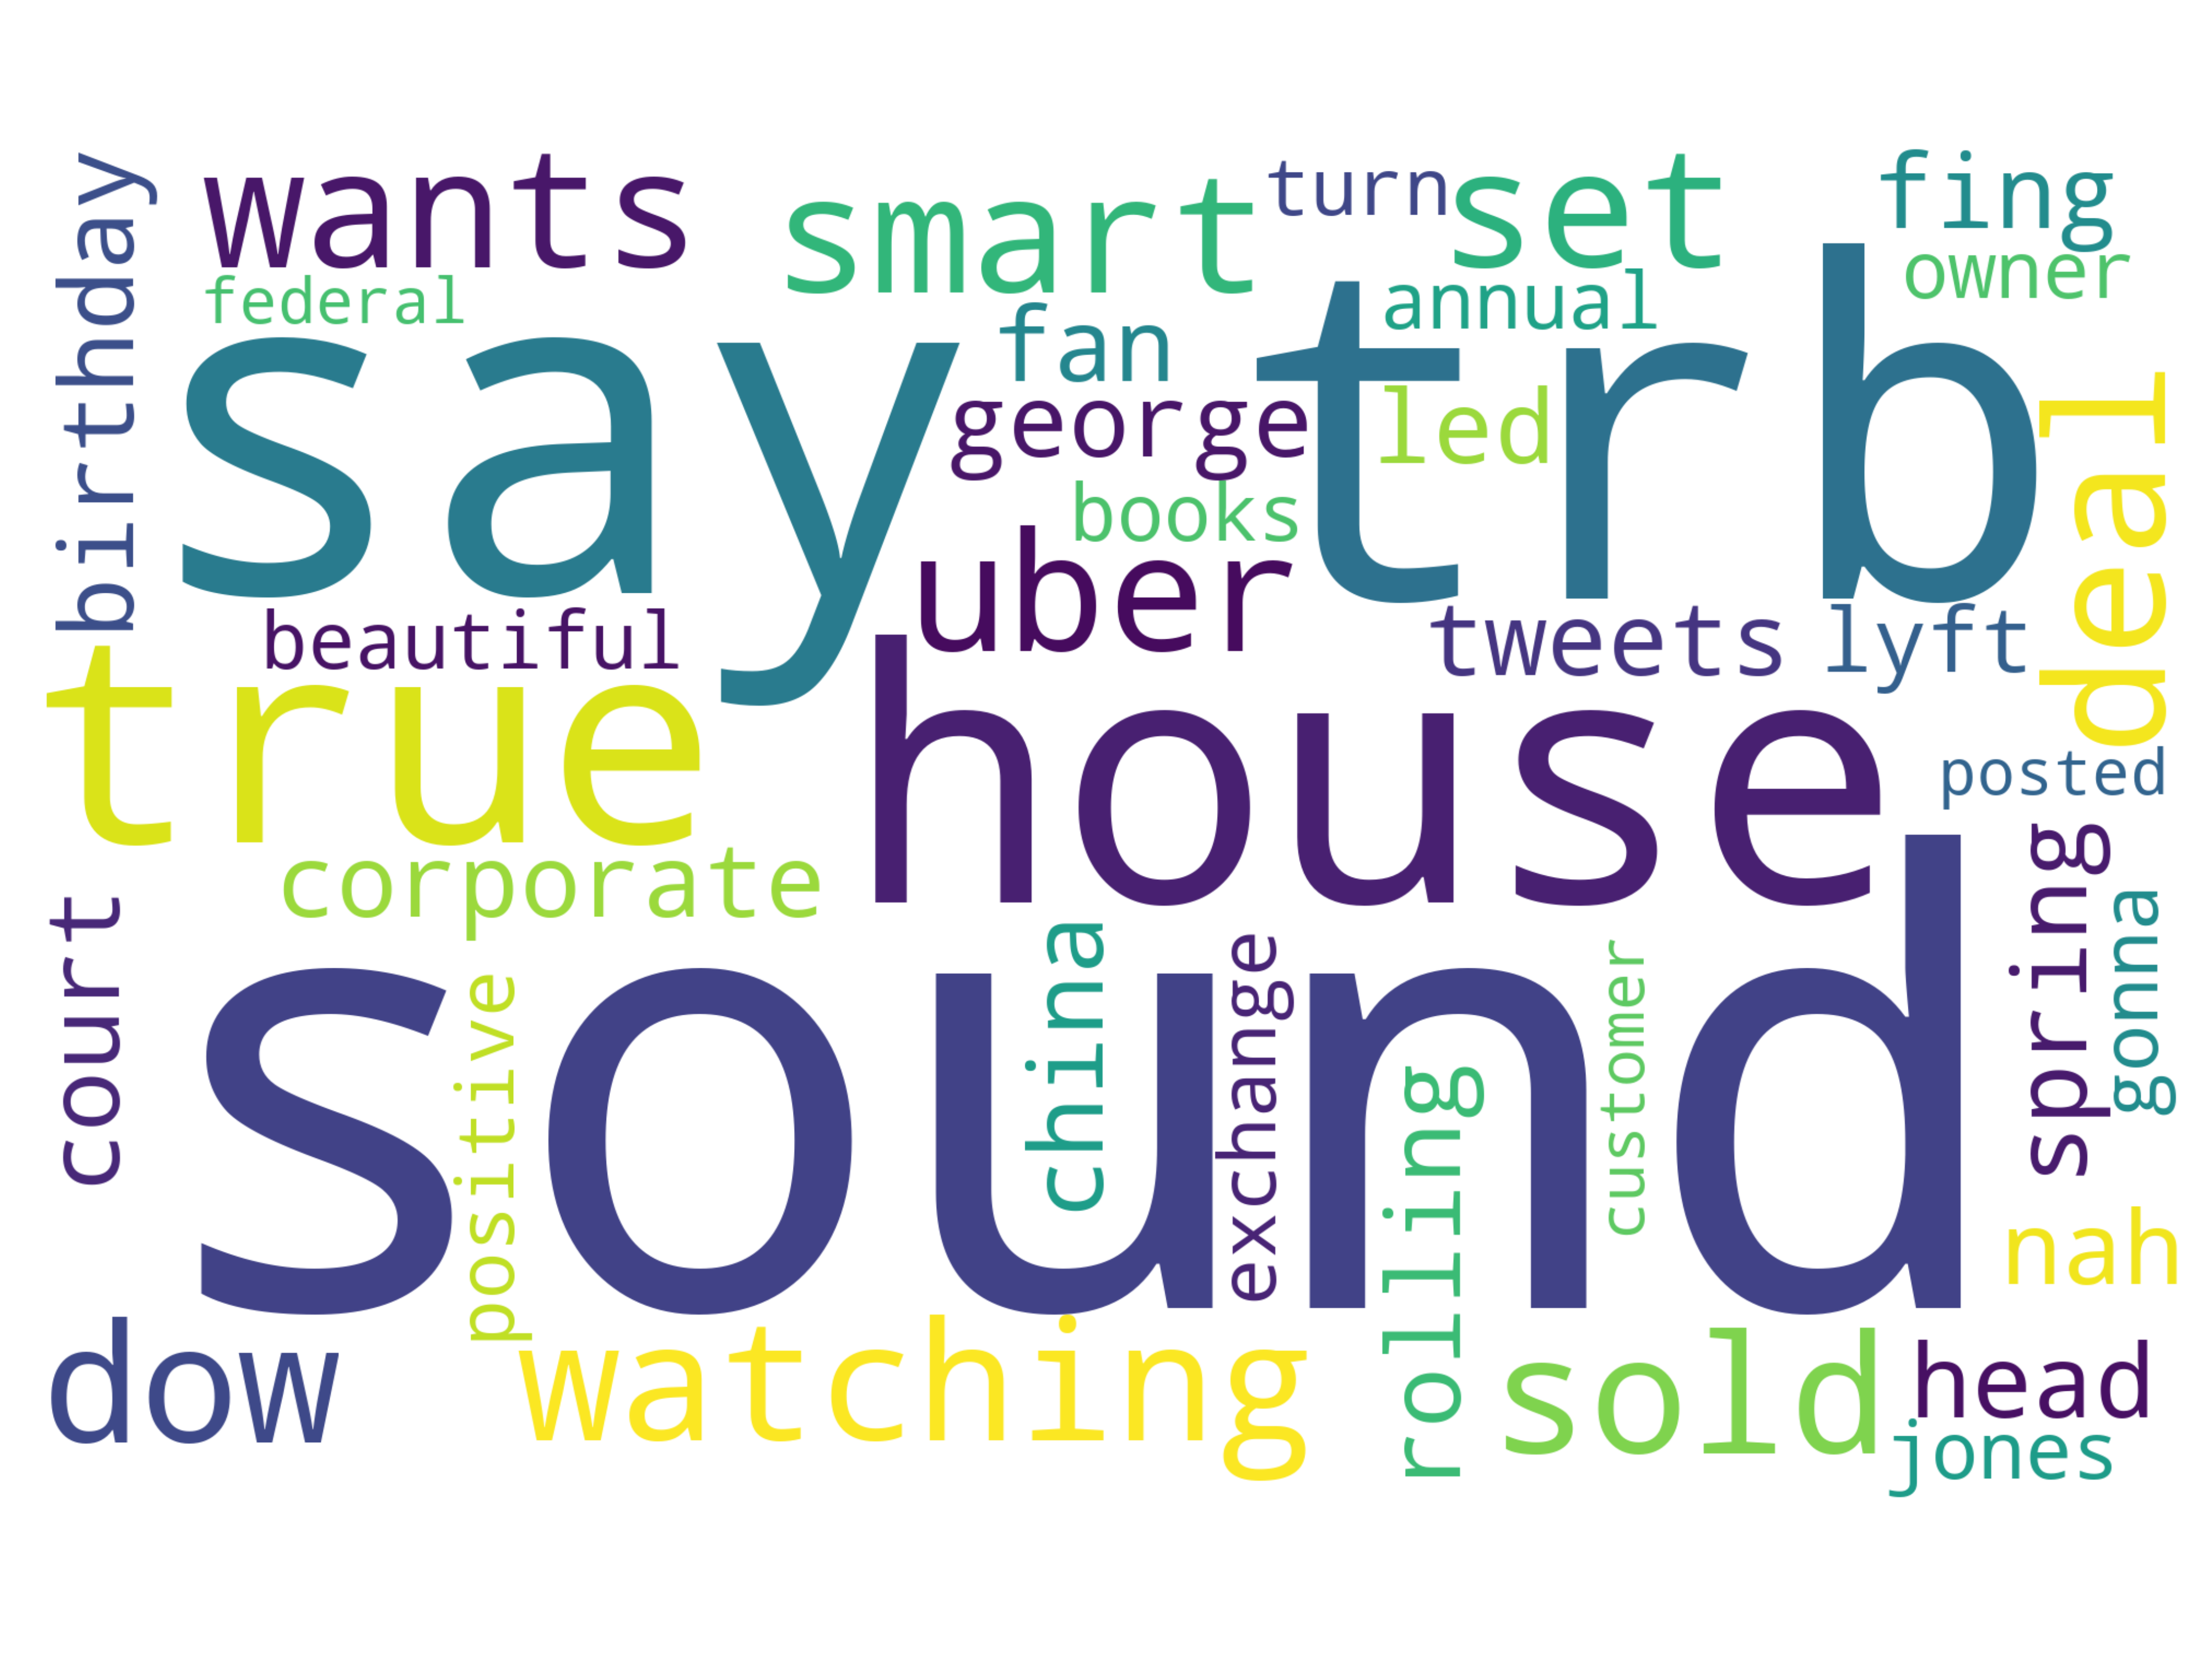 birthday
wants
smart
turn
set
fing
federal
annual
owner
say
fan
trb
george
led
deal
books
uber
beautiful
tweets
lyft
true
house
posted
corporate
spring
court
sound
positive
china
exchange
customer
gonna
rolling
nah
dow
watching
sold
head
jones